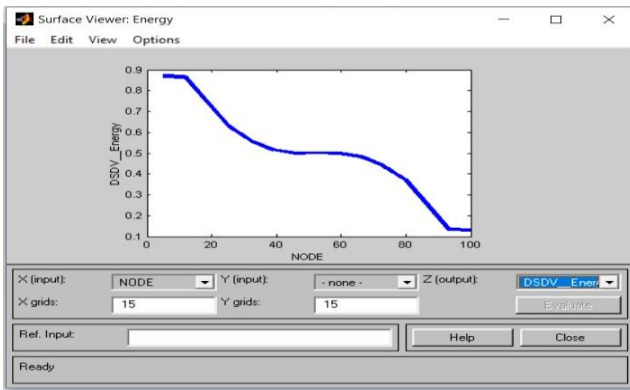 Surface Viewer: Energy
File Edit View Options
0.9
0.8
0.7
0.6
0.5
0.4
0.3
0.2
0.1
DSDV__Energy
0 20 40 60 80 100
NODE
X (input): NODE Y (input): - none - Z (output): DSDV__Ener
X grids: 15 Y grids: 15 Evaluate
Ref. Input: Help Close
Ready